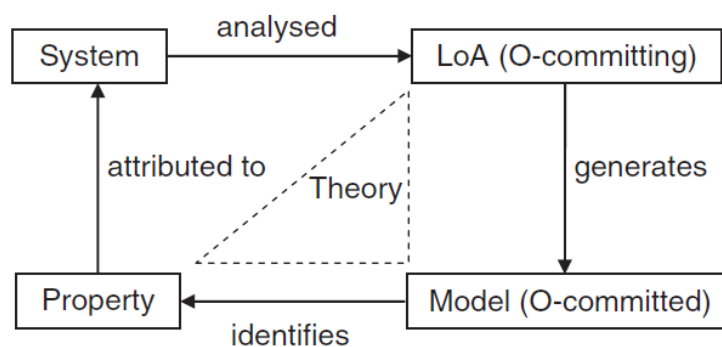 analysed
System
LoA (O-committing)
attributed to
Theory
generates
Property
Model (O-committed)
identifies